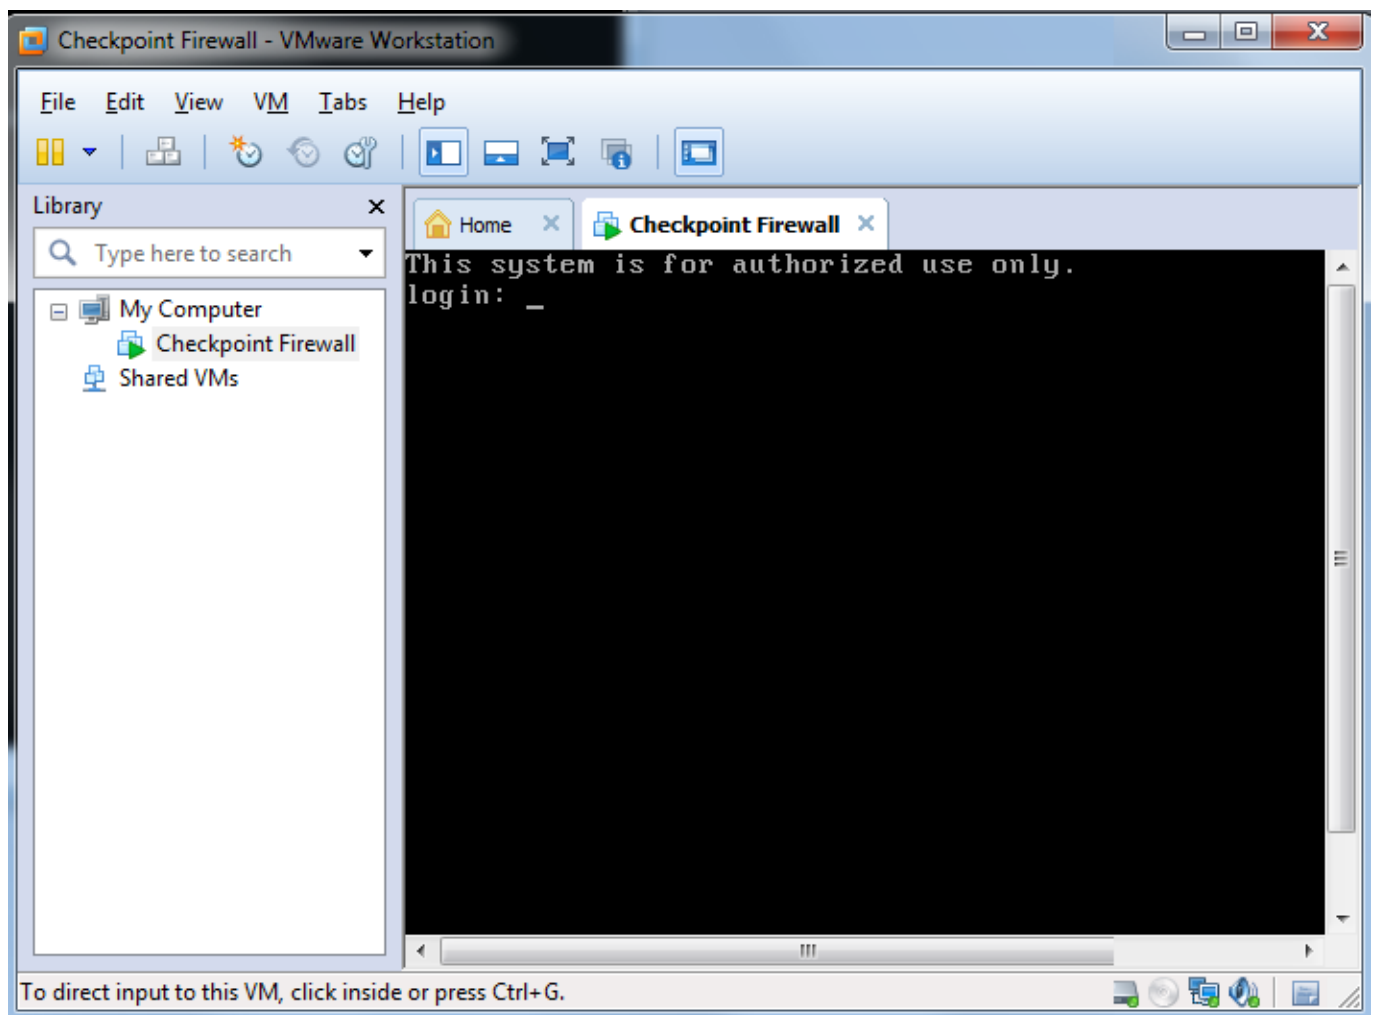 Checkpoint Firewall - VMware Workstation
File Edit View VM Tabs Help
Library
Type here to search
My Computer
Checkpoint Firewall
Shared VMs
Home
Checkpoint Firewall
This system is for authorized use only.
login: _
To direct input to this VM, click inside or press Ctrl+G.